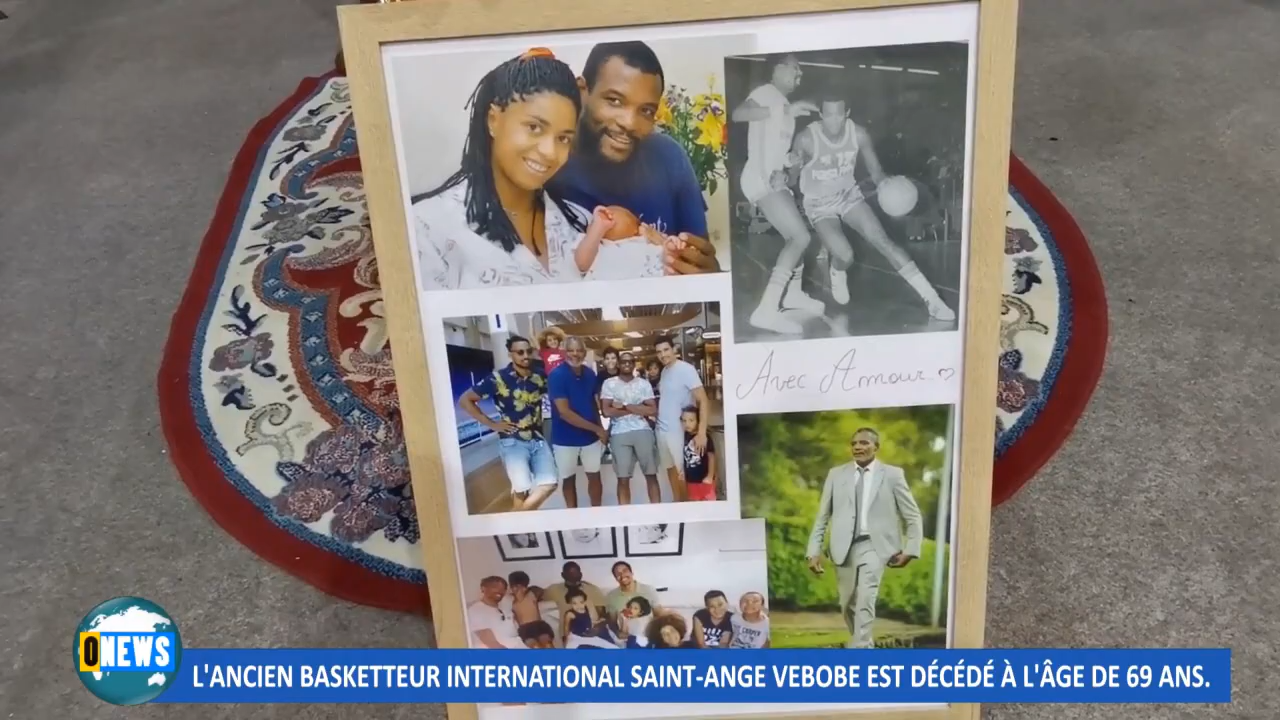 Avec Amour
ONEWS
L'ANCIEN BASKETTEUR INTERNATIONAL SAINT-ANGE VEBOBE EST DÉCÉDÉ À L'ÂGE DE 69 ANS.